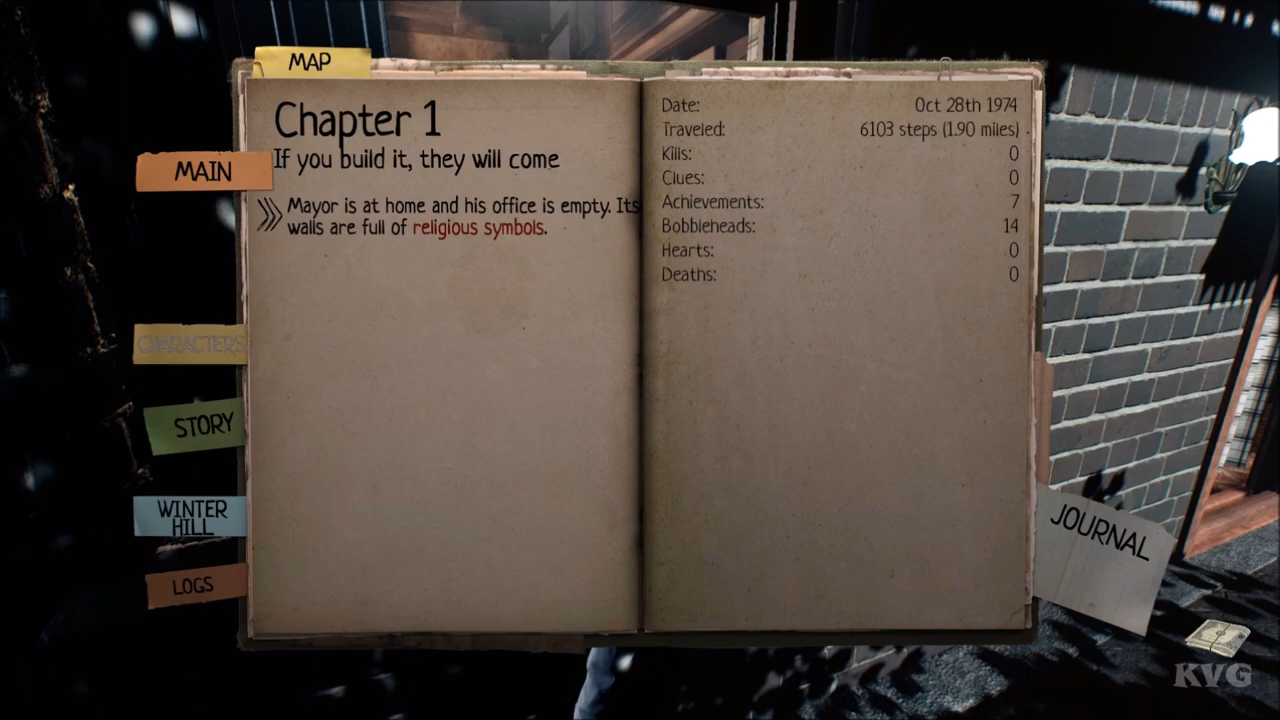 MAP
Chapter 1
If you build it, they will come
MAIN
Mayor is at home and his office is empty. Its
walls are full of religious symbols.
CHARACTERS
STORY
WINTER
HILL
LOGS
Date: Oct 28th 1974
Traveled: 6103 steps (1.90 miles)
Kills: 0
Clues: 0
Achievements: 7
Bobbleheads: 14
Hearts: 0
Deaths: 0
JOURNAL
KVG